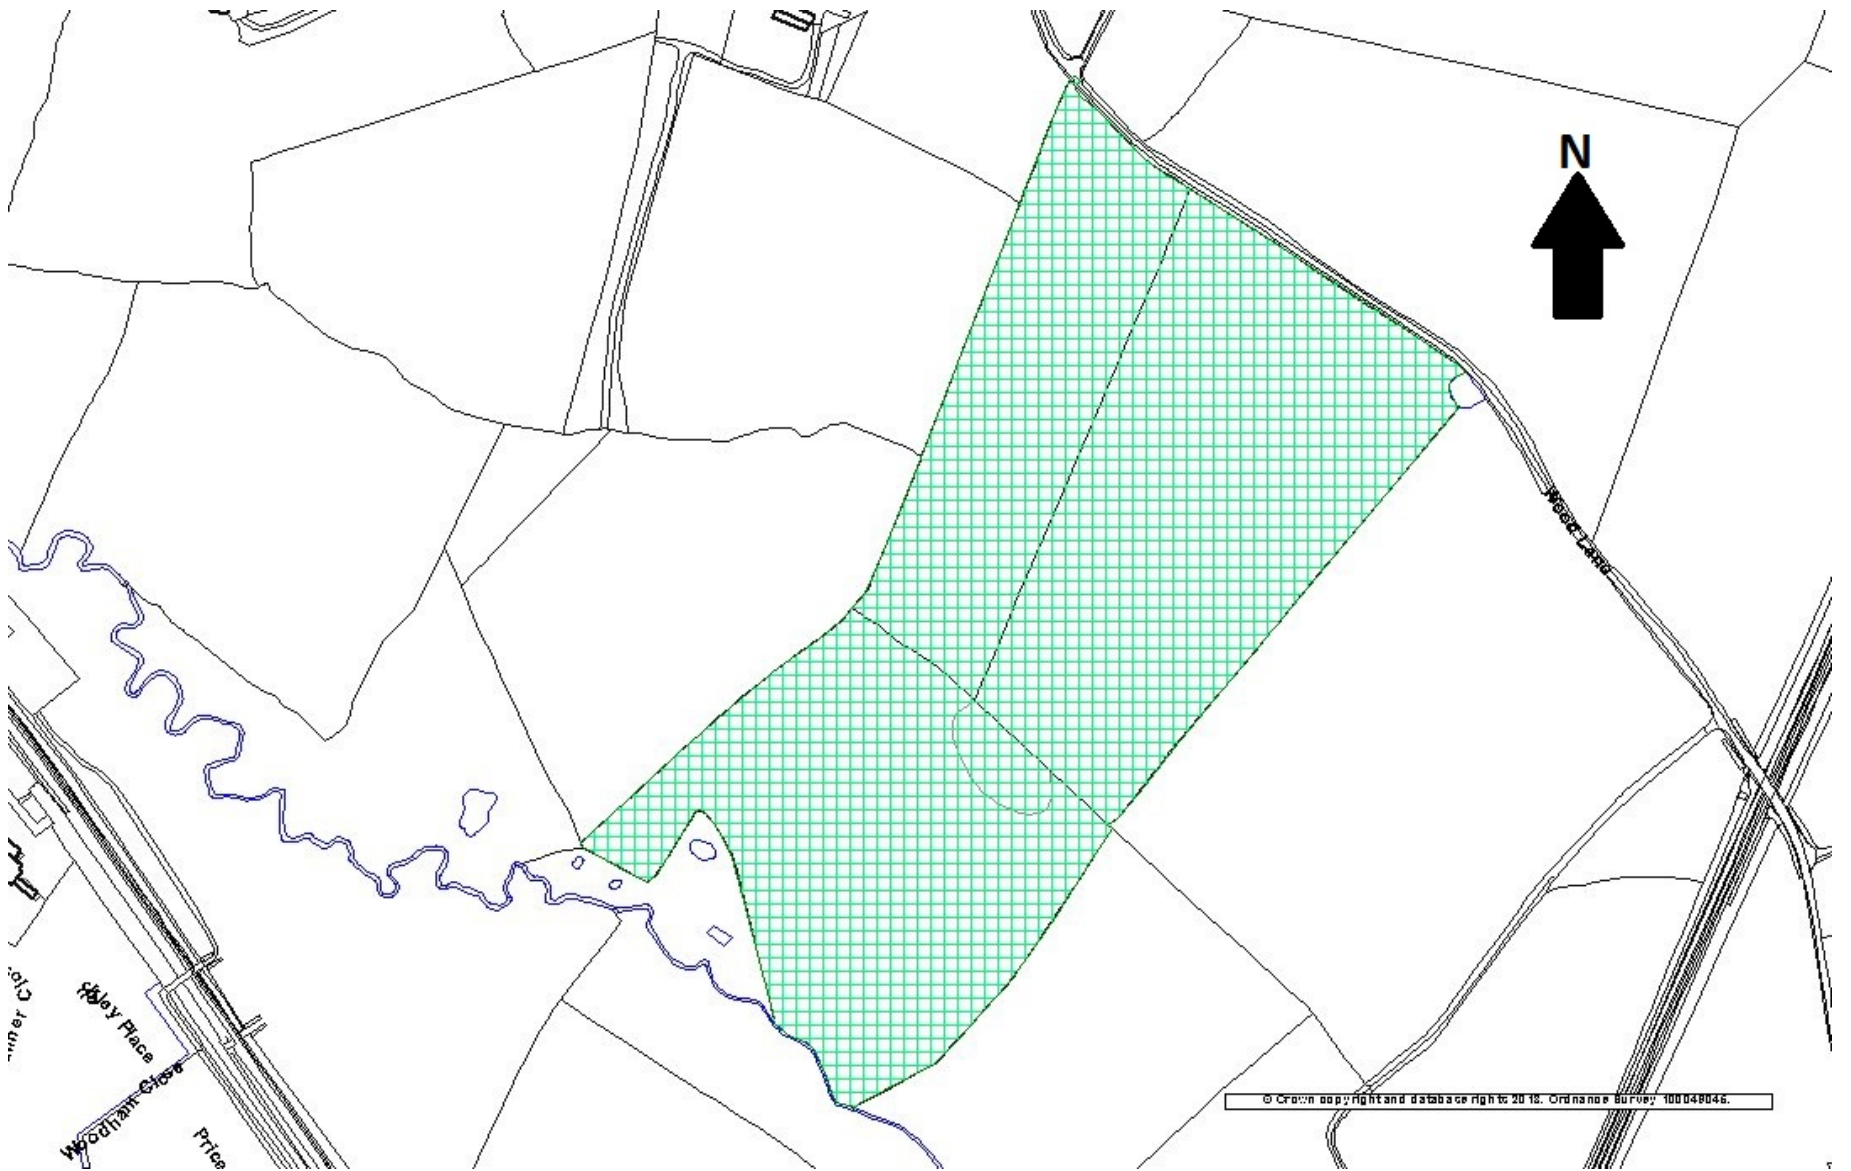 N
Wood Lane
Place
Woodham Close
Price
© Crown copyright and database rights 2018. Ordnance Survey 100049046.